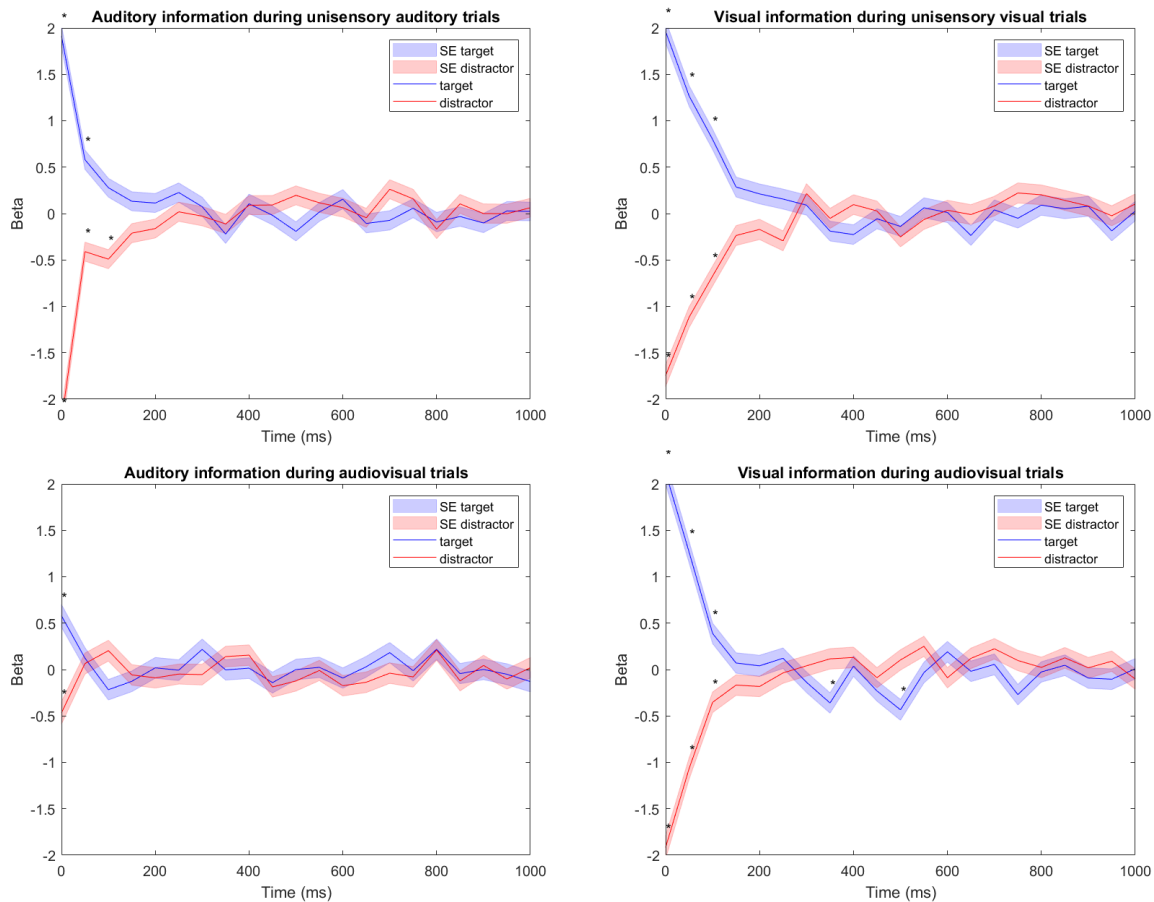 Auditory information during unisensory auditory trials
*
2
1.5
1
0.5
0
-0.5
-1
-1.5
-2
Beta
SE target
SE distractor
target
distractor
*
*
*
*
0
200
400
600
800
1000
Time (ms)
Visual information during unisensory visual trials
*
2
1.5
1
0.5
0
-0.5
-1
-1.5
-2
Beta
SE target
SE distractor
target
distractor
*
*
*
*
*
0
200
400
600
800
1000
Time (ms)
Auditory information during audiovisual trials
2
1.5
1
0.5
0
-0.5
-1
-1.5
-2
Beta
SE target
SE distractor
target
distractor
*
*
0
200
400
600
800
1000
Time (ms)
*
Visual information during audiovisual trials
2
1.5
1
0.5
0
-0.5
-1
-1.5
-2
Beta
SE target
SE distractor
target
distractor
*
*
*
*
*
*
*
0
200
400
600
800
1000
Time (ms)